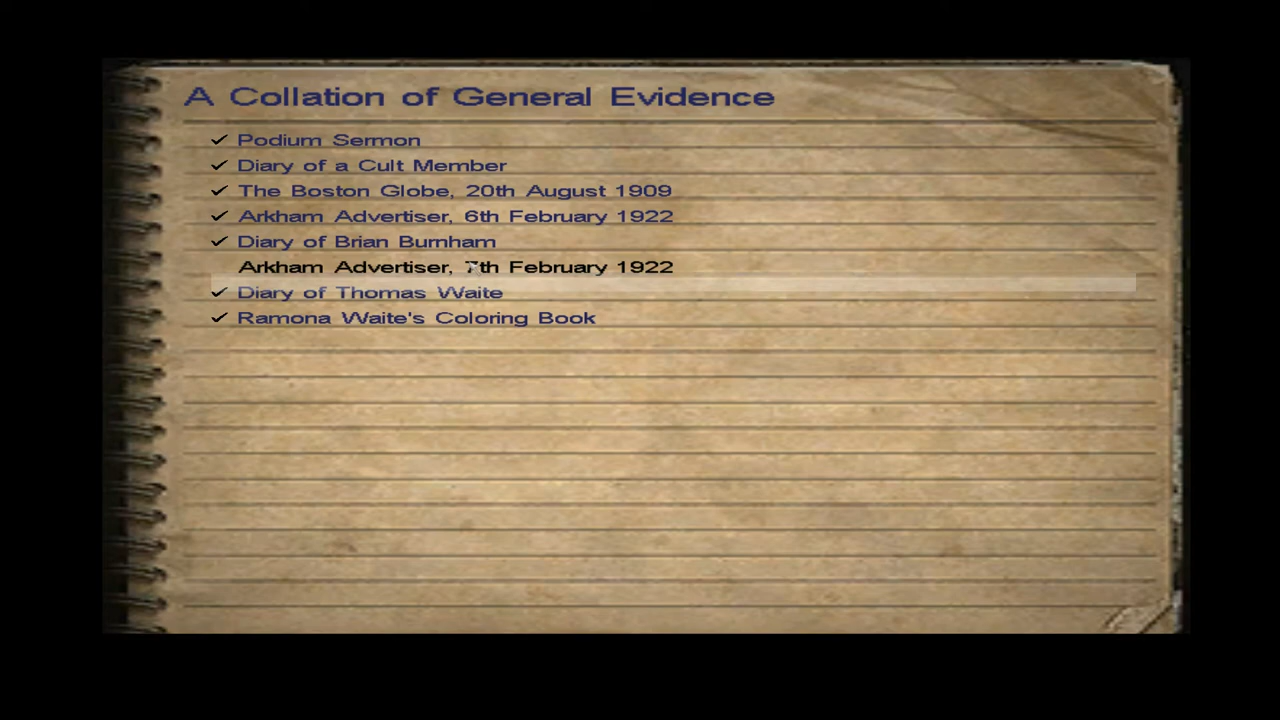 A Collation of General Evidence
✓ Podium Sermon
✓ Diary of a Cult Member
✓ The Boston Globe, 20th August 1909
✓ Arkham Advertiser, 6th February 1922
✓ Diary of Brian Burnham
Arkham Advertiser, 7th February 1922
✓ Diary of Thomas Waite
✓ Ramona Waite's Coloring Book